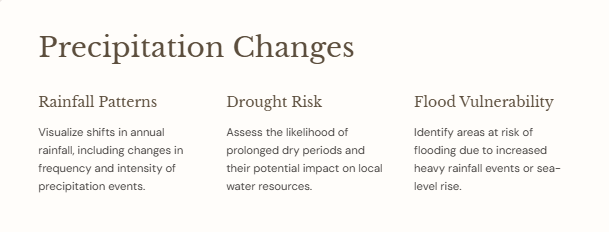 Precipitation Changes
Rainfall Patterns
Visualize shifts in annual
rainfall, including changes in
frequency and intensity of
precipitation events.
Drought Risk
Assess the likelihood of
prolonged dry periods and
their potential impact on local
water resources.
Flood Vulnerability
Identify areas at risk of
flooding due to increased
heavy rainfall events or sea-
level rise.